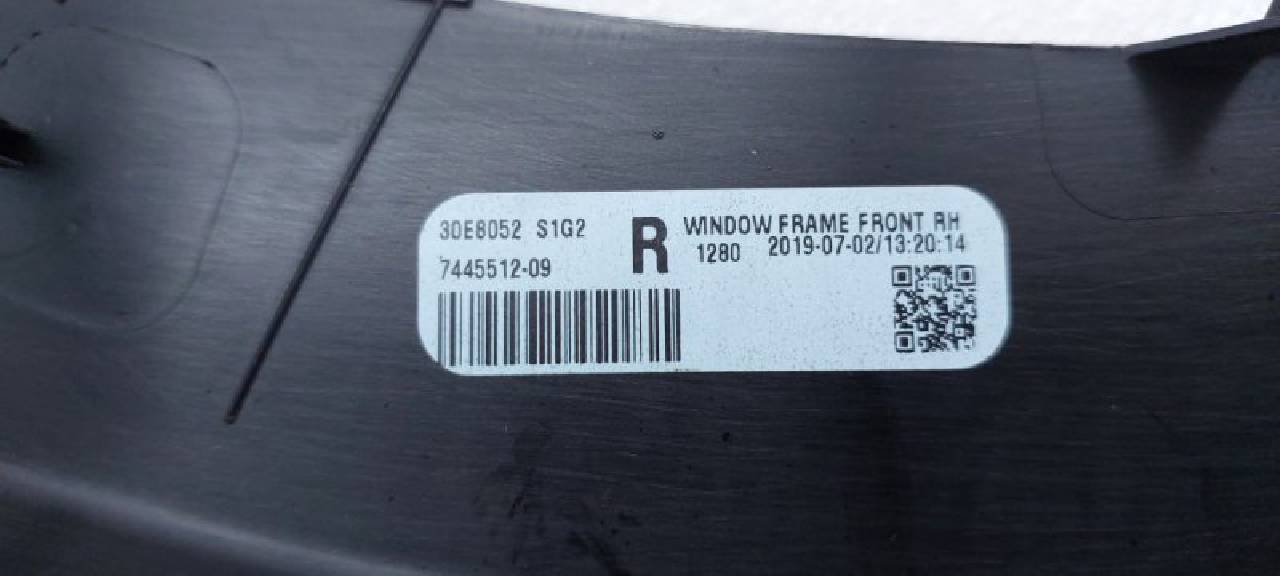 30E8052 S1G2
7445512-09
R
WINDOW FRAME FRONT RH
1280 2019-07-02/13:20:14